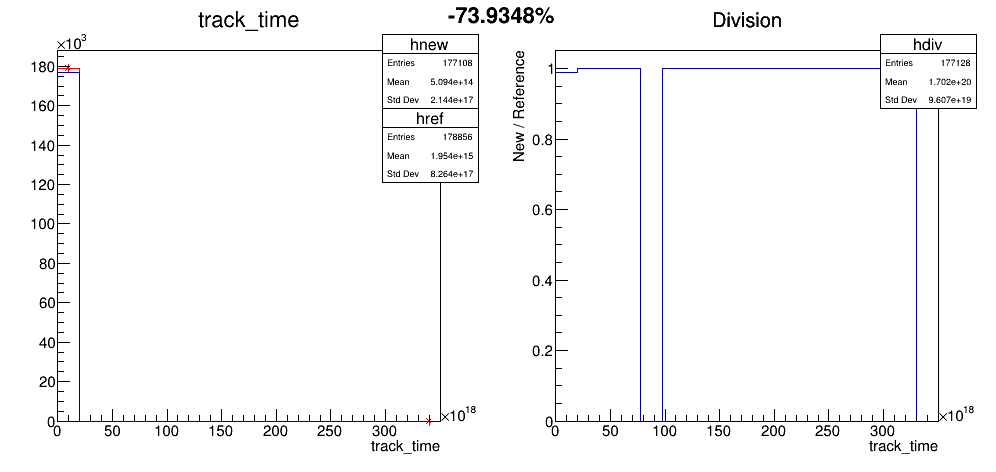 -73.9348%
track_time
×10³
hnew
Entries 177108
Mean 5.094e+14
Std Dev 2.144e+17
href
Entries 178856
Mean 1.954e+15
Std Dev 8.264e+17
180
160
140
120
100
80
60
40
20
0
0 50 100 150 200 250 300
×10¹⁸
track_time
Division
hdiv
Entries 177128
Mean 1.702e+20
Std Dev 9.607e+19
New / Reference
1
0.8
0.6
0.4
0.2
0
0 50 100 150 200 250 300
×10¹⁸
track_time